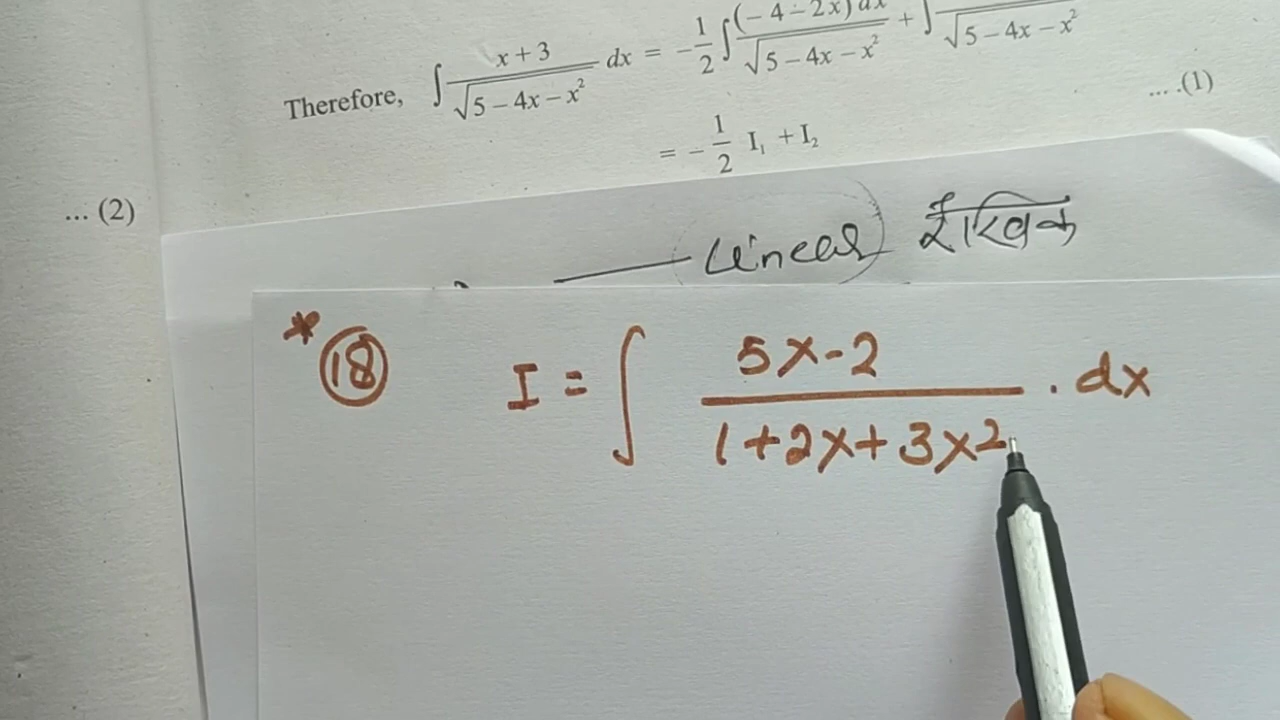 Therefore, ∫ x + 3 / √5 – 4x – x² dx = – 1/2 ∫ (– 4 – 2x) dx / √5 – 4x – x² + ∫ / √5 – 4x – x²
... .(1)
= – 1/2 I₁ + I₂
... (2)
Linear रैखिक
* 18 I = ∫ 5x-2 / 1+2x+3x² . dx